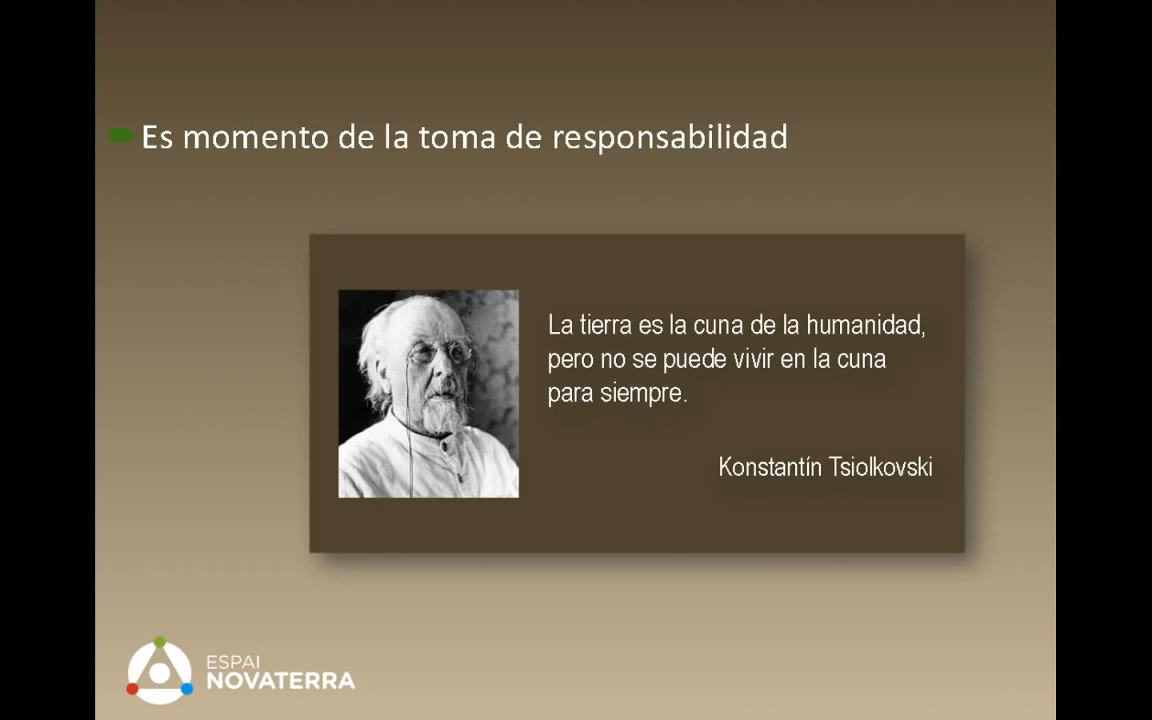 Es momento de la toma de responsabilidad
La tierra es la cuna de la humanidad,
pero no se puede vivir en la cuna
para siempre.
Konstantín Tsiolkovski
ESPAI
NOVATERRA